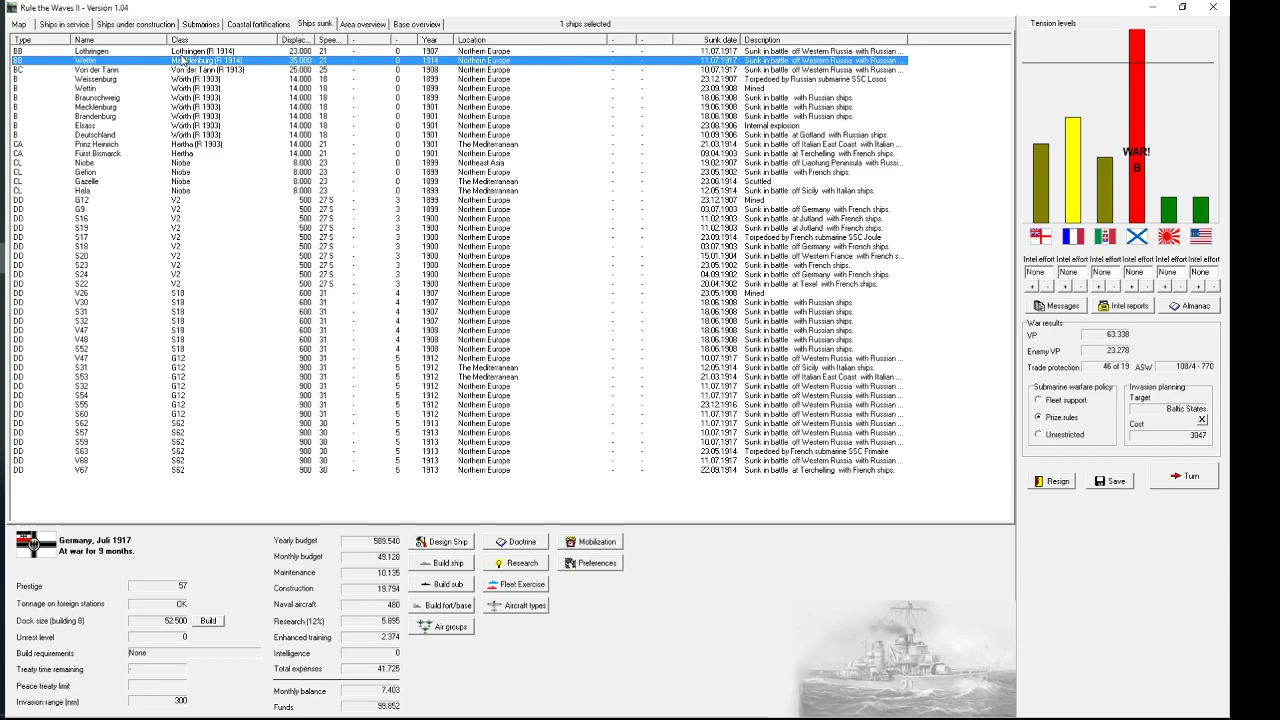 Rule the Waves II - Version 1.04
Map Ships in service Ships under construction Submarines Coastal fortifications Ships sunk Area overview Base overview 1 ships selected
Type Name Class Displac... Spee... - 0 Year Location - - Sunk date Description
BB Lothringen Lothringen (R 1914) 23.000 21 - 0 1907 Northern Europe - - 11.07.1917 Sunk in battle off Western Russia with Russian ...
BB Wettin Mecklenburg (R 1914) 35.000 21 - 0 1914 Northern Europe - - 11.07.1917 Sunk in battle off Western Russia with Russian ...
BC Von der Tann Von der Tann (R 1913) 25.000 25 - 0 1908 Northern Europe - - 10.07.1917 Sunk in battle off Western Russia with Russian ...
B Weissenburg Wörth (R 1903) 14.000 18 - 0 1899 Northern Europe - - 23.12.1907 Torpedoed by Russian submarine SSC Losos
B Wettin Wörth (R 1903) 14.000 18 - 0 1899 Northern Europe - - 23.09.1908 Mined
B Braunschweig Wörth (R 1903) 14.000 18 - 0 1899 Northern Europe - - 18.06.1908 Sunk in battle with Russian ships.
B Mecklenburg Wörth (R 1903) 14.000 18 - 0 1901 Northern Europe - - 19.06.1908 Sunk in battle with Russian ships.
B Brandenburg Wörth (R 1903) 14.000 18 - 0 1901 Northern Europe - - 18.06.1908 Sunk in battle with Russian ships.
B Elsass Wörth (R 1903) 14.000 18 - 0 1901 Northern Europe - - 23.08.1906 Internal explosion
B Deutschland Wörth (R 1903) 14.000 18 - 0 1901 Northern Europe - - 10.09.1906 Sunk in battle at Gotland with Russian ships.
CA Prinz Heinrich Hertha (R 1903) 14.000 21 - 0 1901 The Mediterranean - - 21.03.1914 Sunk in battle off Italian East Coast with Italian ...
CA Fürst Bismarck Hertha 14.000 21 - 0 1901 Northern Europe - - 09.04.1903 Sunk in battle at Terchelling with French ships.
CL Niobe Niobe 8.000 23 - 0 1899 Northeast Asia - - 19.02.1907 Sunk in battle off Liaotung Peninsula with Russi...
CL Gefion Niobe 8.000 23 - 0 1899 Northern Europe - - Sunk in battle with French ships.
CL Gazelle Niobe 8.000 23 - 0 1899 The Mediterranean - - 23.06.1914 Scuttled
CL Hela Niobe 8.000 23 - 0 1899 The Mediterranean - - 12.05.1914 Sunk in battle off Sicily with Italian ships.
DD G12 V2 500 27 S - 3 1899 Northern Europe - - 23.12.1907 Mined
DD G9 V2 500 27 S - 3 1899 Northern Europe - - 03.07.1903 Sunk in battle off Germany with French ships.
DD S16 V2 500 27 S - 3 1900 Northern Europe - - 11.02.1903 Sunk in battle at Jutland with French ships.
DD S19 V2 500 27 S - 3 1900 Northern Europe - - 11.02.1903 Sunk in battle at Jutland with French ships.
DD S17 V2 500 27 S - 3 1900 Northern Europe - - 23.03.1914 Torpedoed by French submarine SSC Joule
DD S18 V2 500 27 S - 3 1900 Northern Europe - - 03.07.1903 Sunk in battle off Germany with French ships.
DD S20 V2 500 27 S - 3 1900 Northern Europe - - 15.01.1904 Sunk in battle off Western France with French s...
DD S23 V2 500 27 S - 3 1900 Northern Europe - - 23.05.1902 Sunk in battle with French ships.
DD S24 V2 500 27 S - 3 1900 Northern Europe - - 04.09.1902 Sunk in battle off Germany with French ships.
DD S22 V2 500 27 S - 3 1900 Northern Europe - - 20.04.1902 Sunk in battle at Texel with French ships.
DD V26 S18 600 31 - 4 1907 Northern Europe - - 23.05.1908 Mined
DD V30 S18 600 31 - 4 1907 Northern Europe - - 18.06.1908 Sunk in battle with Russian ships.
DD S31 S18 600 31 - 4 1908 Northern Europe - - 18.06.1908 Sunk in battle with Russian ships.
DD S32 S18 600 31 - 4 1908 Northern Europe - - 18.06.1908 Sunk in battle with Russian ships.
DD V47 S18 600 31 - 4 1908 Northern Europe - - 18.06.1908 Sunk in battle with Russian ships.
DD V48 S18 600 31 - 4 1908 Northern Europe - - 18.06.1908 Sunk in battle with Russian ships.
DD S52 S18 600 31 - 4 1908 Northern Europe - - 18.06.1908 Sunk in battle with Russian ships.
DD V47 G12 900 31 - 5 1912 Northern Europe - - 10.07.1917 Sunk in battle off Western Russia with Russian ...
DD S31 G12 900 31 - 5 1912 The Mediterranean - - 12.05.1914 Sunk in battle off Sicily with Italian ships.
DD S53 G12 900 31 - 5 1912 The Mediterranean - - 21.03.1914 Sunk in battle off Italian East Coast with Italian ...
DD S32 G12 900 31 - 5 1912 Northern Europe - - 11.07.1917 Sunk in battle off Western Russia with Russian ...
DD S54 G12 900 31 - 5 1912 Northern Europe - - 10.07.1917 Sunk in battle off Western Russia with Russian ...
DD S55 G12 900 31 - 5 1912 Northern Europe - - 23.12.1916 Sunk in battle off Western Russia with Russian ...
DD S60 G12 900 31 - 5 1912 Northern Europe - - 11.07.1917 Sunk in battle off Western Russia with Russian ...
DD S62 S62 900 30 - 5 1913 Northern Europe - - 11.07.1917 Sunk in battle off Western Russia with Russian ...
DD S57 S62 900 30 - 5 1913 Northern Europe - - 10.07.1917 Sunk in battle off Western Russia with Russian ...
DD S59 S62 900 30 - 5 1913 Northern Europe - - 10.07.1917 Sunk in battle off Western Russia with Russian ...
DD S63 S62 900 30 - 5 1913 Northern Europe - - 23.05.1914 Torpedoed by French submarine SSC Frimaire
DD V68 S62 900 30 - 5 1913 Northern Europe - - 11.07.1917 Sunk in battle off Western Russia with Russian ...
DD V67 S62 900 30 - 5 1913 Northern Europe - - 22.09.1914 Sunk in battle at Terchelling with French ships.
Tension levels
WAR!
B
Intel effort Intel effort Intel effort Intel effort Intel effort Intel effort
None None None None None None
+ - + - + - + - + - + -
Messages Intel reports Almanac
War results
VP 63.338
Enemy VP 23.278
Trade protection 46 of 19 ASW 108/4 - 770
Submarine warfare policy
Fleet support
Prize rules
Unrestricted
Invasion planning
Target
Baltic States
X
Cost
3047
Resign Save Turn
Germany, Juli 1917
At war for 9 months.
Prestige 57
Tonnage on foreign stations OK
Dock size (building 8) 52.500 Build
Unrest level 0
Build requirements None
Treaty time remaining -
Peace treaty limit
Invasion range (nm) 300
Yearly budget 589.540
Monthly budget 49.128
Maintenance 10.135
Construction 19.794
Naval aircraft 480
Research (12%) 5.895
Enhanced training 2.374
Intelligence 0
Total expenses 41.725
Monthly balance 7.403
Funds 99.852
Design Ship Doctrine Mobilization
Build ship Research Preferences
Build sub Fleet Exercise
Build fort/base Aircraft types
Air groups